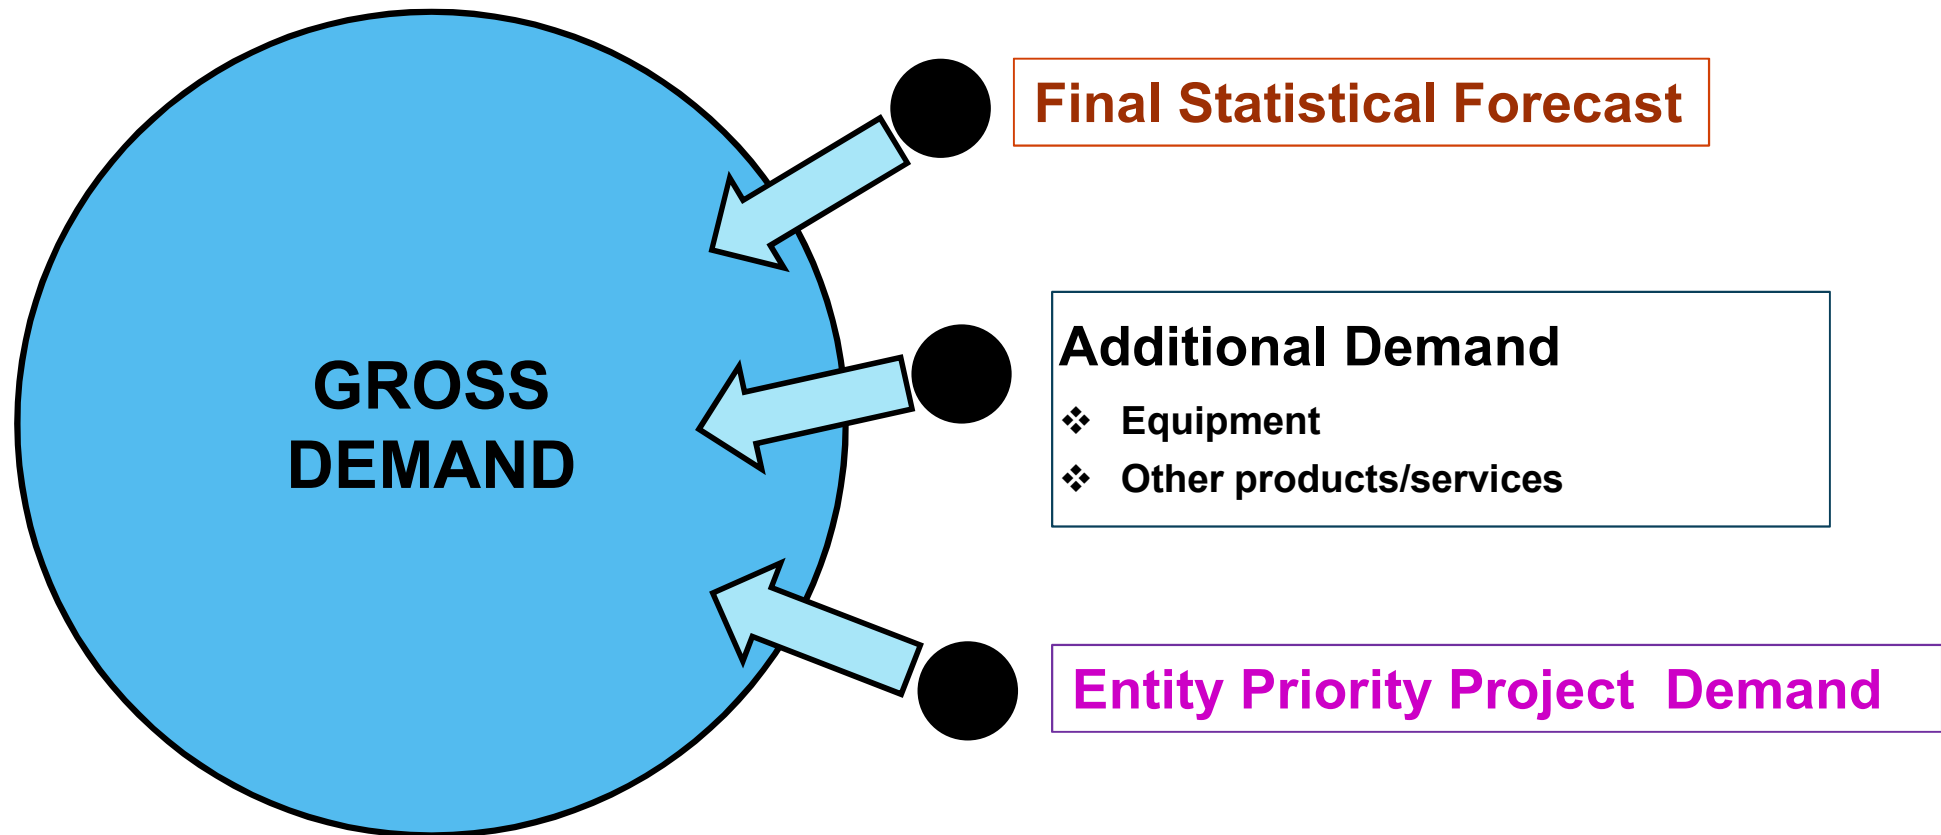 GROSS
DEMAND
Final Statistical Forecast
Additional Demand
❖ Equipment
❖ Other products/services
Entity Priority Project  Demand